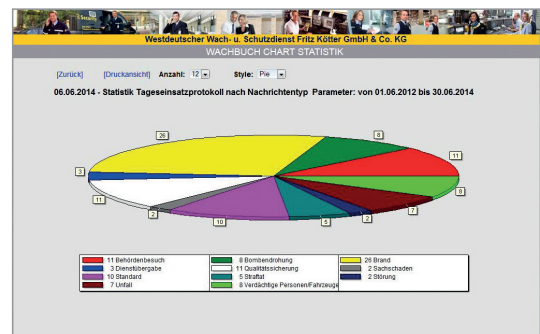 Westdeutscher Wach- u. Schutzdienst Fritz Kötter GmbH & Co. KG
WACHBUCH CHART STATISTIK
[Zurück] [Druckansicht] Anzahl: 12 Style: Pie
06.06.2014 - Statistik Tageseinsatzprotokoll nach Nachrichtentyp Parameter: von 01.06.2012 bis 30.06.2014
26
8
11
3
11
8
2
7
10
5
2
11 Behördenbesuch 8 Bombendrohung 26 Brand
3 Dienstübergabe 11 Qualitätssicherung 2 Sachschaden
10 Standard 5 Straftat 2 Störung
7 Unfall 8 Verdächtige Personen/Fahrzeuge